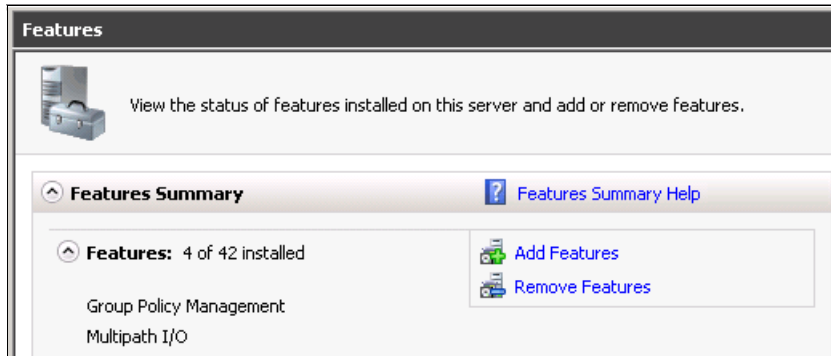 Features
View the status of features installed on this server and add or remove features.
Features Summary
Features Summary Help
Features: 4 of 42 installed
Add Features
Remove Features
Group Policy Management
Multipath I/O